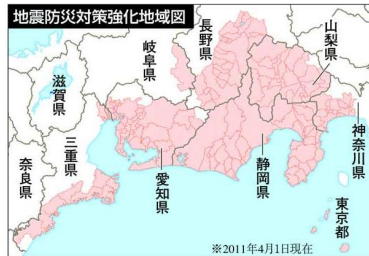 地震防災対策強化地域図
長野県
山梨県
岐阜県
滋賀県
神奈川県
三重県
静岡県
愛知県
奈良県
東京都
※2011年4月1日現在